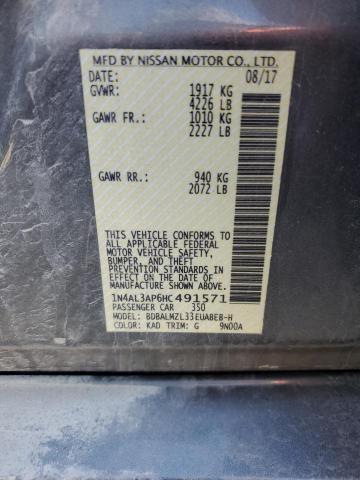 MFD BY NISSAN MOTOR CO., LTD.
DATE: 08/17
GVWR: 1917 KG
4226 LB
GAWR FR.: 1010 KG
2227 LB
GAWR RR.: 940 KG
2072 LB
THIS VEHICLE CONFORMS TO ALL
APPLICABLE FEDERAL MOTOR
MOTOR VEHICLE SAFETY,
BUMPER, AND THEFT
PREVENTION STANDARDS IN
EFFECT ON THE DATE OF
MANUFACTURE SHOWN ABOVE.
1N4AL3AP6HC491571
PASSENGER CAR 350
MODEL: BDBALMZL33EUABEB-H
COLOR: KAD TRIM: G 9N00A